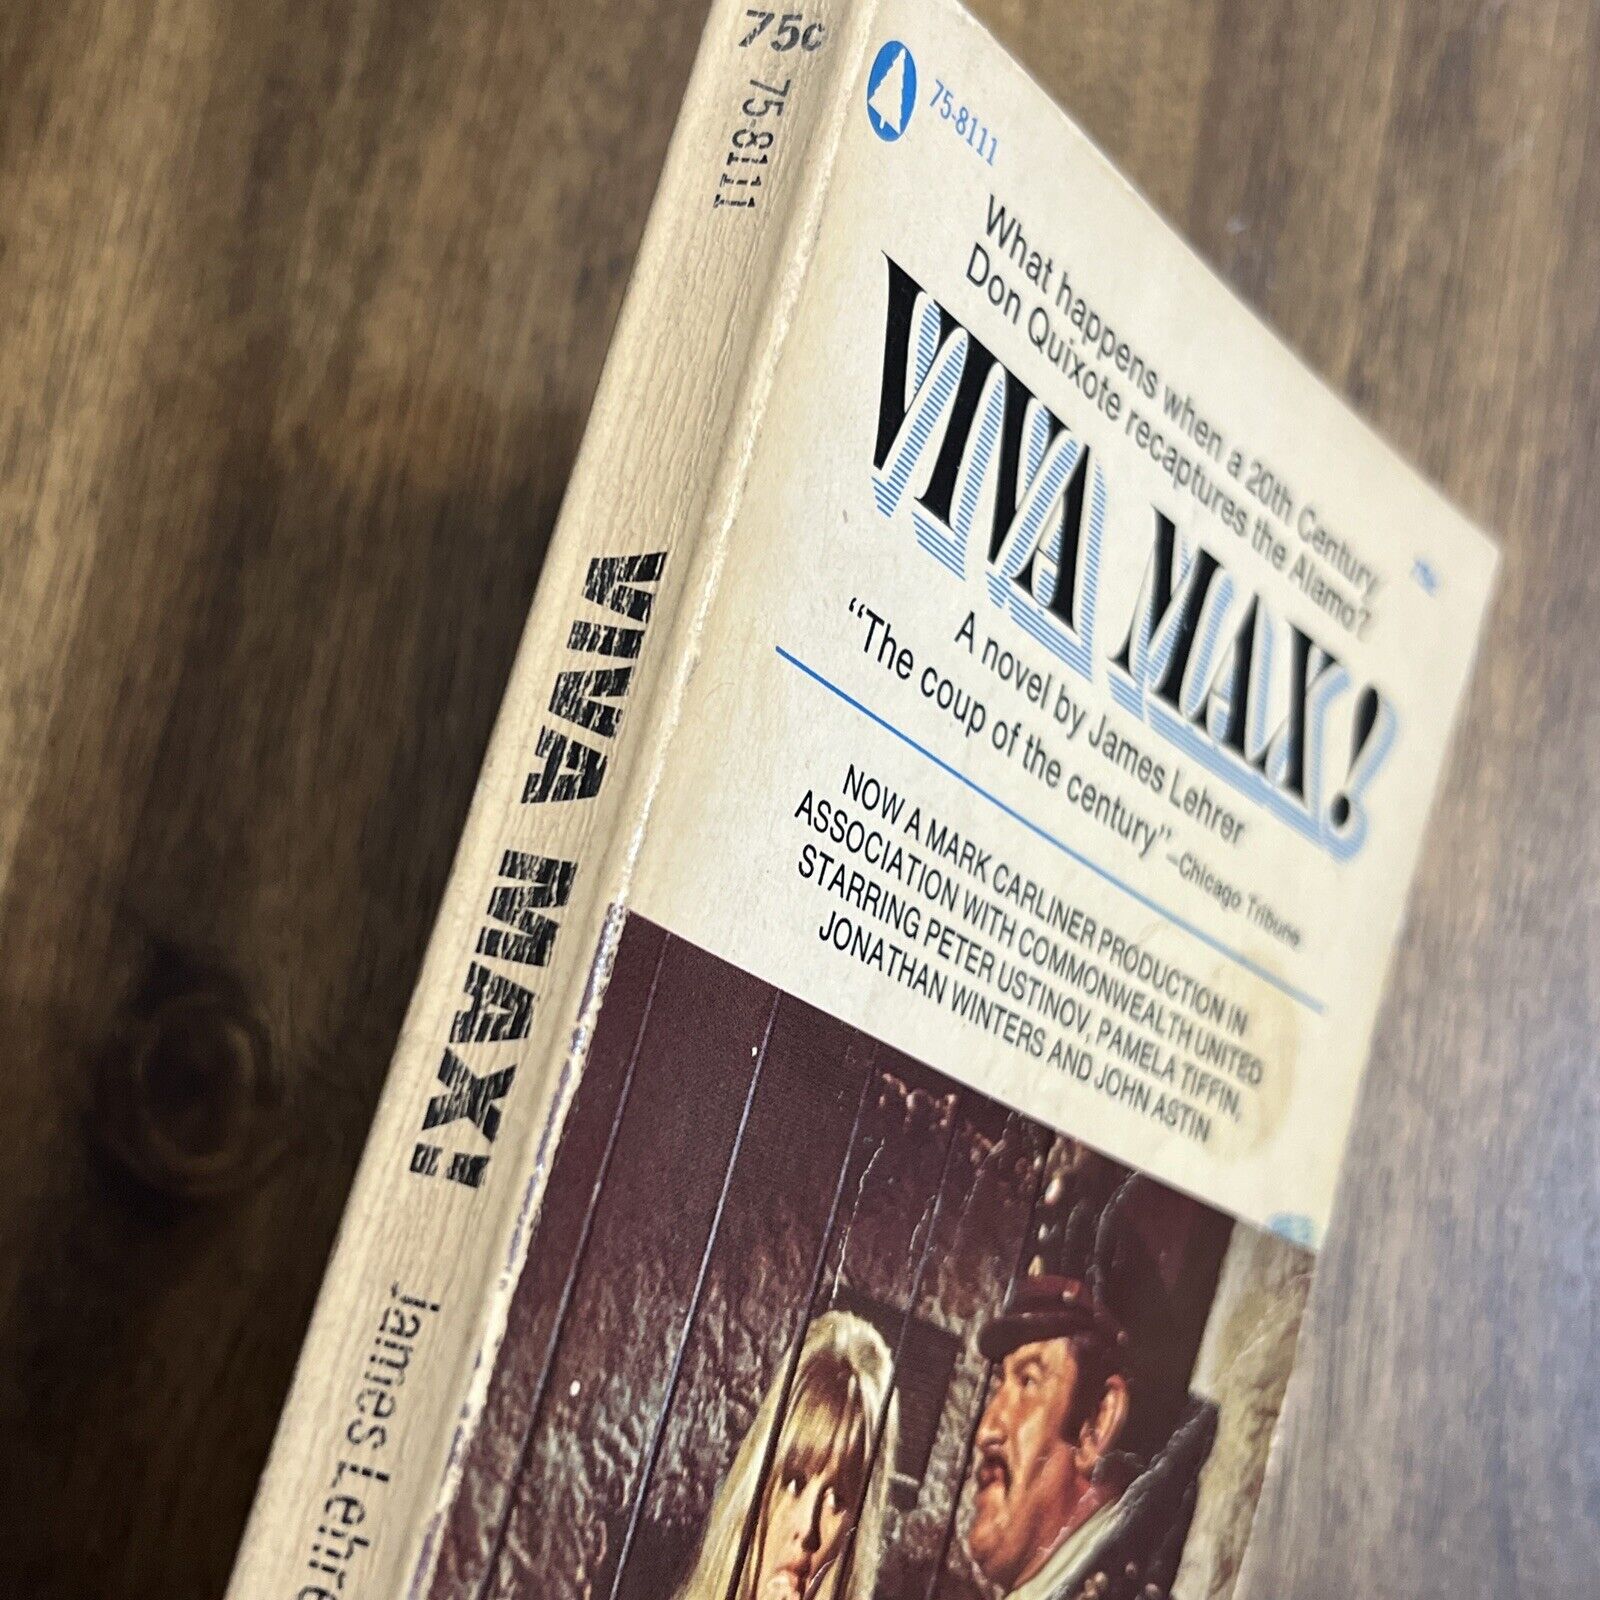 75¢ 75-8111
VIVA MAX!
James Lehre
75-8111
What happens when a 20th Century
Don Quixote recaptures the Alamo?
75¢
VIVA MAX!
A novel by James Lehrer
“The coup of the century” –Chicago Tribune
NOW A MARK CARLINER PRODUCTION IN
ASSOCIATION WITH COMMONWEALTH UNITED
STARRING PETER USTINOV, PAMELA TIFFIN,
JONATHAN WINTERS AND JOHN ASTIN